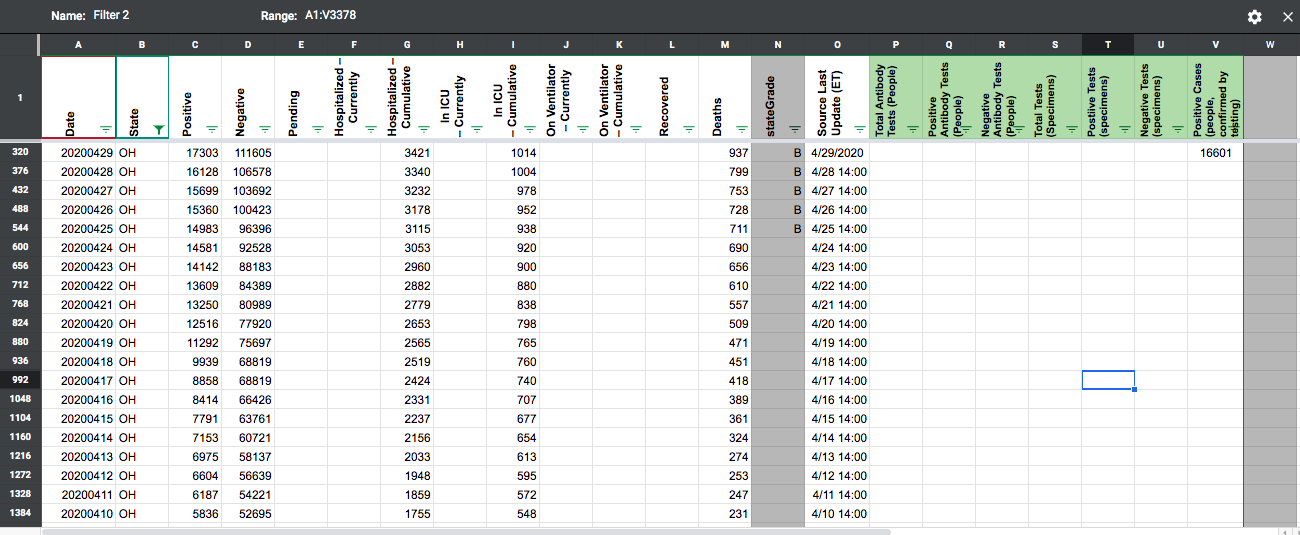 Name: Filter 2 Range: A1:V3378
A B C D E F G H I J K L M N O P Q R S T U V W
1 Date State Positive Negative Pending Hospitalized – Currently Hospitalized – Cumulative In ICU – Currently In ICU – Cumulative On Ventilator – Currently On Ventilator – Cumulative Recovered Deaths stateGrade Source Last Update (ET) Total Antibody Tests (People) Positive Antibody Tests (People) Negative Antibody Tests (People) Total Tests (Specimens) Postiive Tests (specimens) Negative Tests (specimens) Positive Cases (people, confirmed by testing)
320 20200429 OH 17303 111605 3421 1014 937 B 4/29/2020 16601
376 20200428 OH 16128 106578 3340 1004 799 B 4/28 14:00
432 20200427 OH 15699 103692 3232 978 753 B 4/27 14:00
488 20200426 OH 15360 100423 3178 952 728 B 4/26 14:00
544 20200425 OH 14983 96396 3115 938 711 B 4/25 14:00
600 20200424 OH 14581 92528 3053 920 690 4/24 14:00
656 20200423 OH 14142 88183 2960 900 656 4/23 14:00
712 20200422 OH 13609 84389 2882 880 610 4/22 14:00
768 20200421 OH 13250 80989 2779 838 557 4/21 14:00
824 20200420 OH 12516 77920 2653 798 509 4/20 14:00
880 20200419 OH 11292 75697 2565 765 471 4/19 14:00
936 20200418 OH 9939 68819 2519 760 451 4/18 14:00
992 20200417 OH 8858 68819 2424 740 418 4/17 14:00
1048 20200416 OH 8414 66426 2331 707 389 4/16 14:00
1104 20200415 OH 7791 63761 2237 677 361 4/15 14:00
1160 20200414 OH 7153 60721 2156 654 324 4/14 14:00
1216 20200413 OH 6975 58137 2033 613 274 4/13 14:00
1272 20200412 OH 6604 56639 1948 595 253 4/12 14:00
1328 20200411 OH 6187 54221 1859 572 247 4/11 14:00
1384 20200410 OH 5836 52695 1755 548 231 4/10 14:00